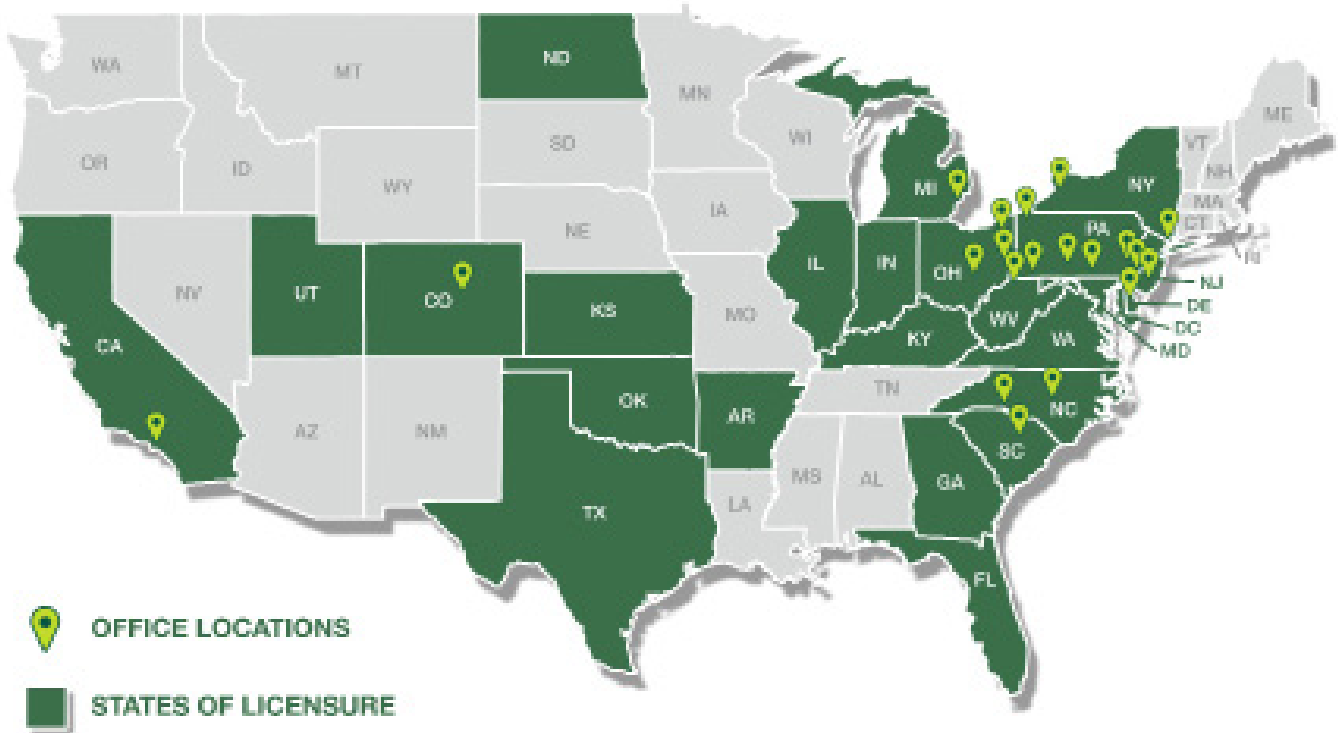 WA
MT
ND
MN
ME
OR
ID
SD
WI
VT
NH
WY
MI
NY
MA
IA
CT
NE
PA
RI
NV
UT
CO
IL
IN
OH
NJ
KS
MO
WV
DE
CA
KY
VA
DC
MD
TN
OK
AR
NC
AZ
NM
SC
MS
AL
GA
TX
LA
FL
OFFICE LOCATIONS
STATES OF LICENSURE